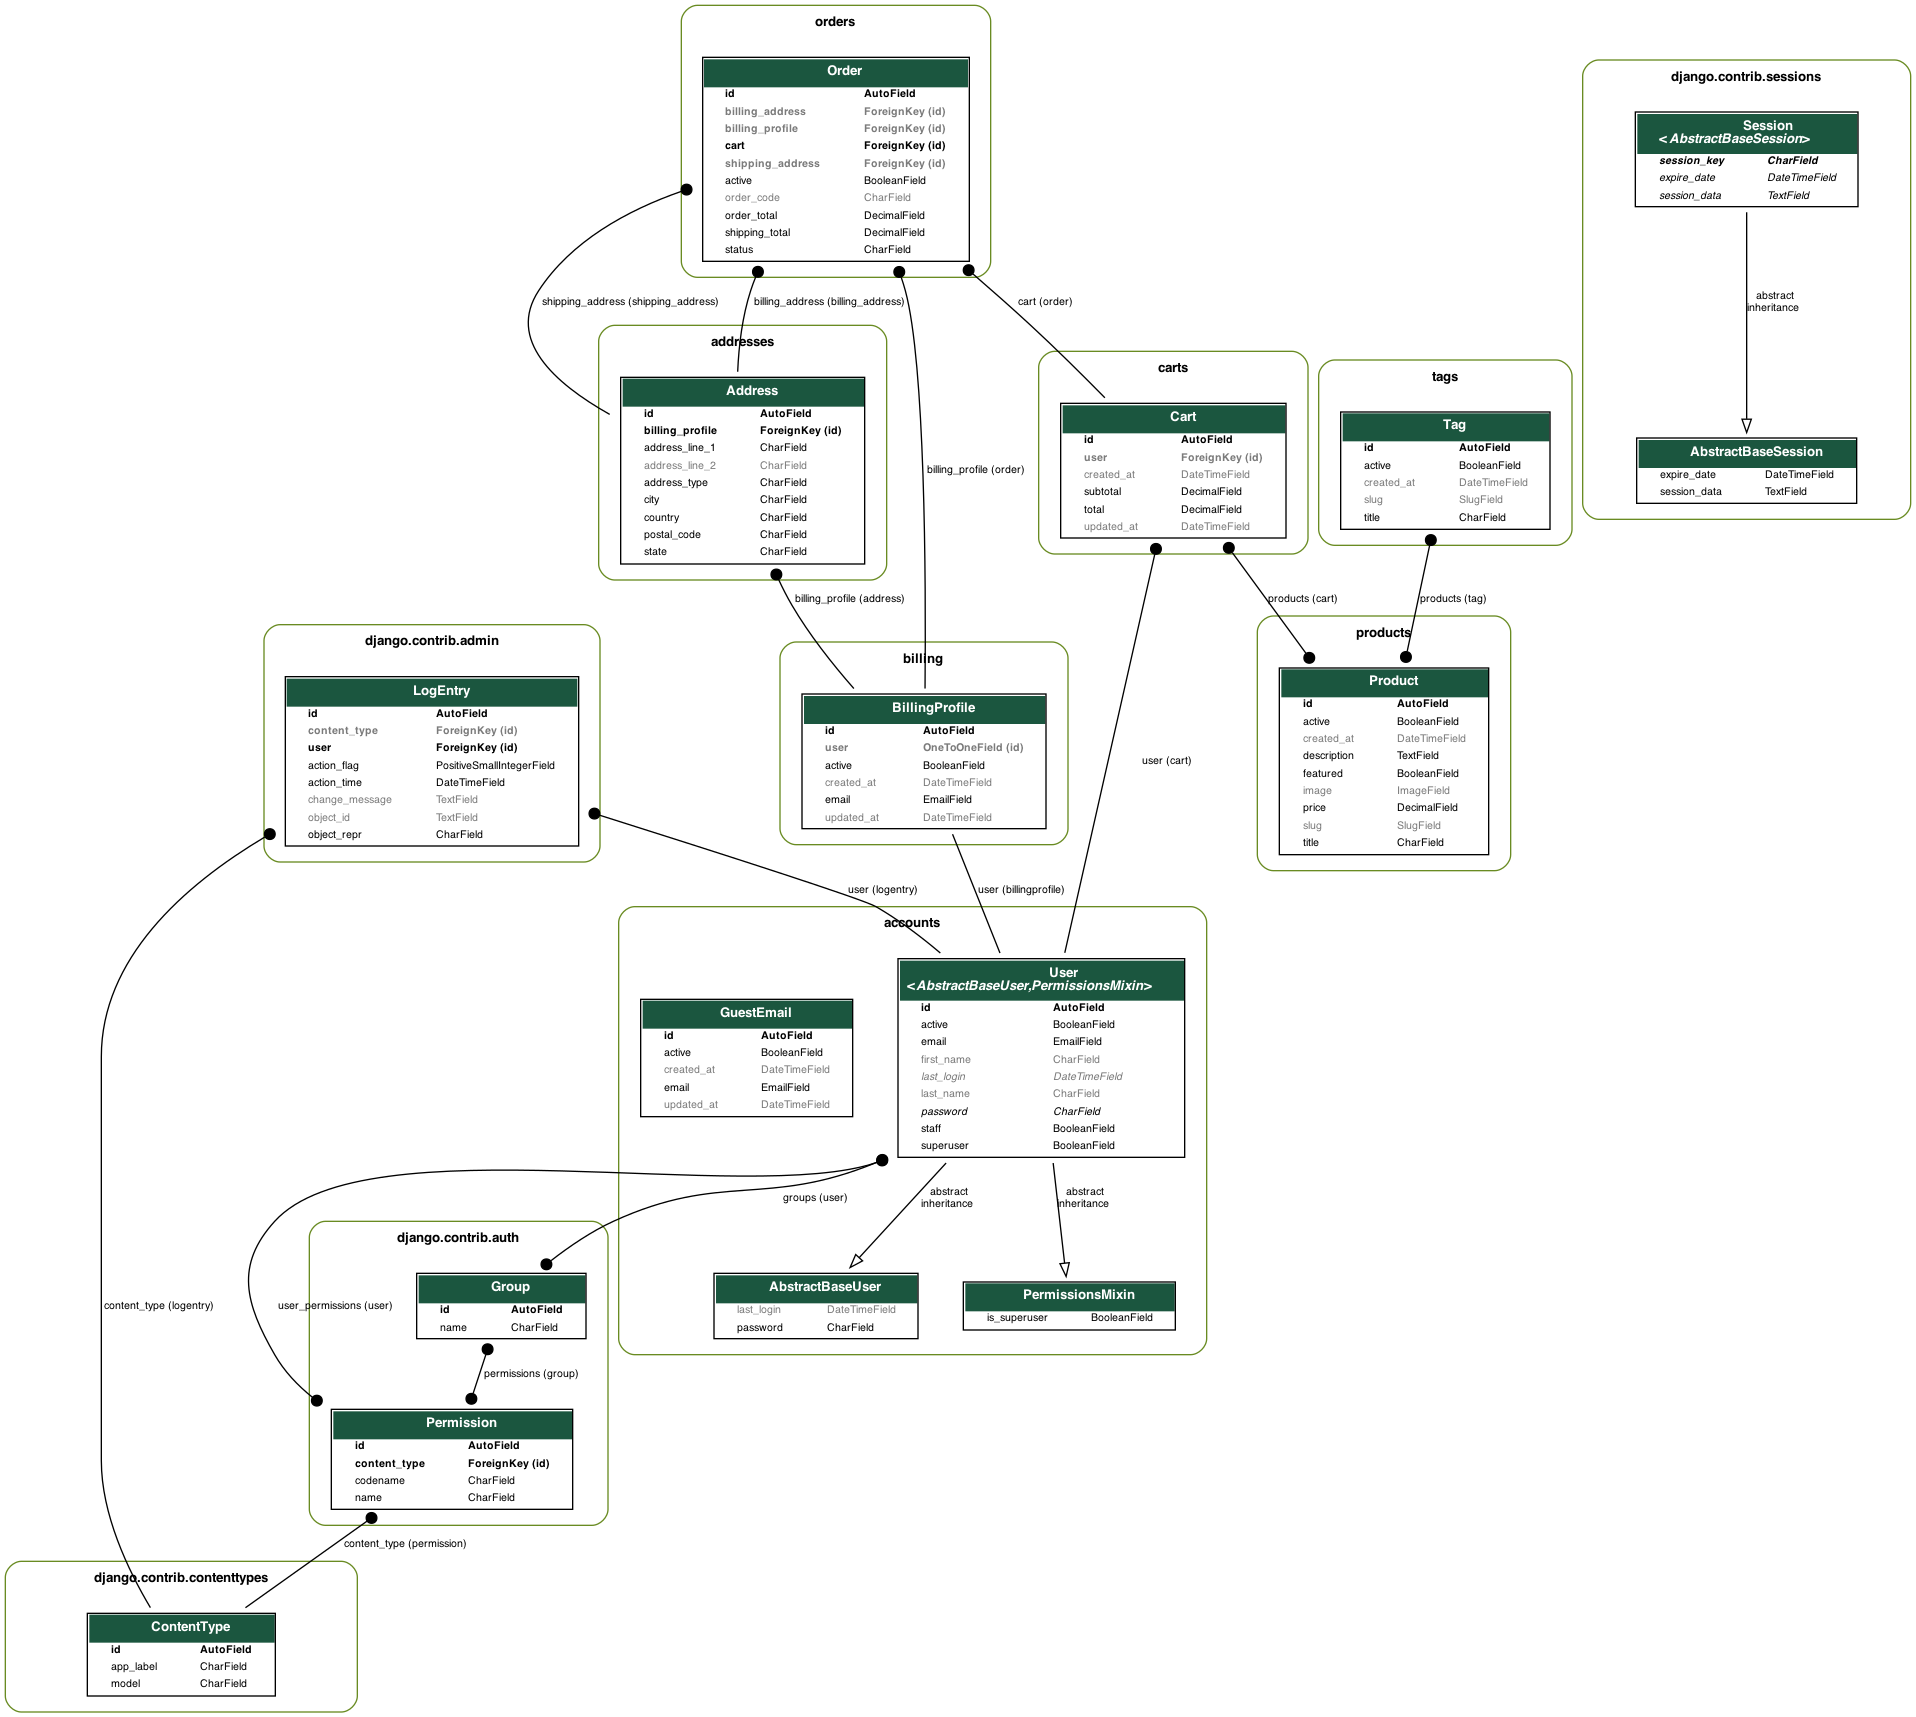 orders
Order
id AutoField
billing_address ForeignKey (id)
billing_profile ForeignKey (id)
cart ForeignKey (id)
shipping_address ForeignKey (id)
active BooleanField
order_code CharField
order_total DecimalField
shipping_total DecimalField
status CharField
django.contrib.sessions
Session
<AbstractBaseSession>
session_key CharField
expire_date DateTimeField
session_data TextField
abstract
inheritance
AbstractBaseSession
expire_date DateTimeField
session_data TextField
shipping_address (shipping_address)
billing_address (billing_address)
cart (order)
addresses
Address
id AutoField
billing_profile ForeignKey (id)
address_line_1 CharField
address_line_2 CharField
address_type CharField
city CharField
country CharField
postal_code CharField
state CharField
billing_profile (order)
carts
Cart
id AutoField
user ForeignKey (id)
created_at DateTimeField
subtotal DecimalField
total DecimalField
updated_at DateTimeField
tags
Tag
id AutoField
active BooleanField
created_at DateTimeField
slug SlugField
title CharField
billing_profile (address)
products (cart)
products (tag)
django.contrib.admin
LogEntry
id AutoField
content_type ForeignKey (id)
user ForeignKey (id)
action_flag PositiveSmallIntegerField
action_time DateTimeField
change_message TextField
object_id TextField
object_repr CharField
billing
BillingProfile
id AutoField
user OneToOneField (id)
active BooleanField
created_at DateTimeField
email EmailField
updated_at DateTimeField
user (cart)
products
Product
id AutoField
active BooleanField
created_at DateTimeField
description TextField
featured BooleanField
image ImageField
price DecimalField
slug SlugField
title CharField
user (logentry)
user (billingprofile)
accounts
GuestEmail
id AutoField
active BooleanField
created_at DateTimeField
email EmailField
updated_at DateTimeField
User
<AbstractBaseUser,PermissionsMixin>
id AutoField
active BooleanField
email EmailField
first_name CharField
last_login DateTimeField
last_name CharField
password CharField
staff BooleanField
superuser BooleanField
groups (user)
abstract
inheritance
abstract
inheritance
AbstractBaseUser
last_login DateTimeField
password CharField
PermissionsMixin
is_superuser BooleanField
django.contrib.auth
Group
id AutoField
name CharField
content_type (logentry)
user_permissions (user)
permissions (group)
Permission
id AutoField
content_type ForeignKey (id)
codename CharField
name CharField
content_type (permission)
django.contrib.contenttypes
ContentType
id AutoField
app_label CharField
model CharField